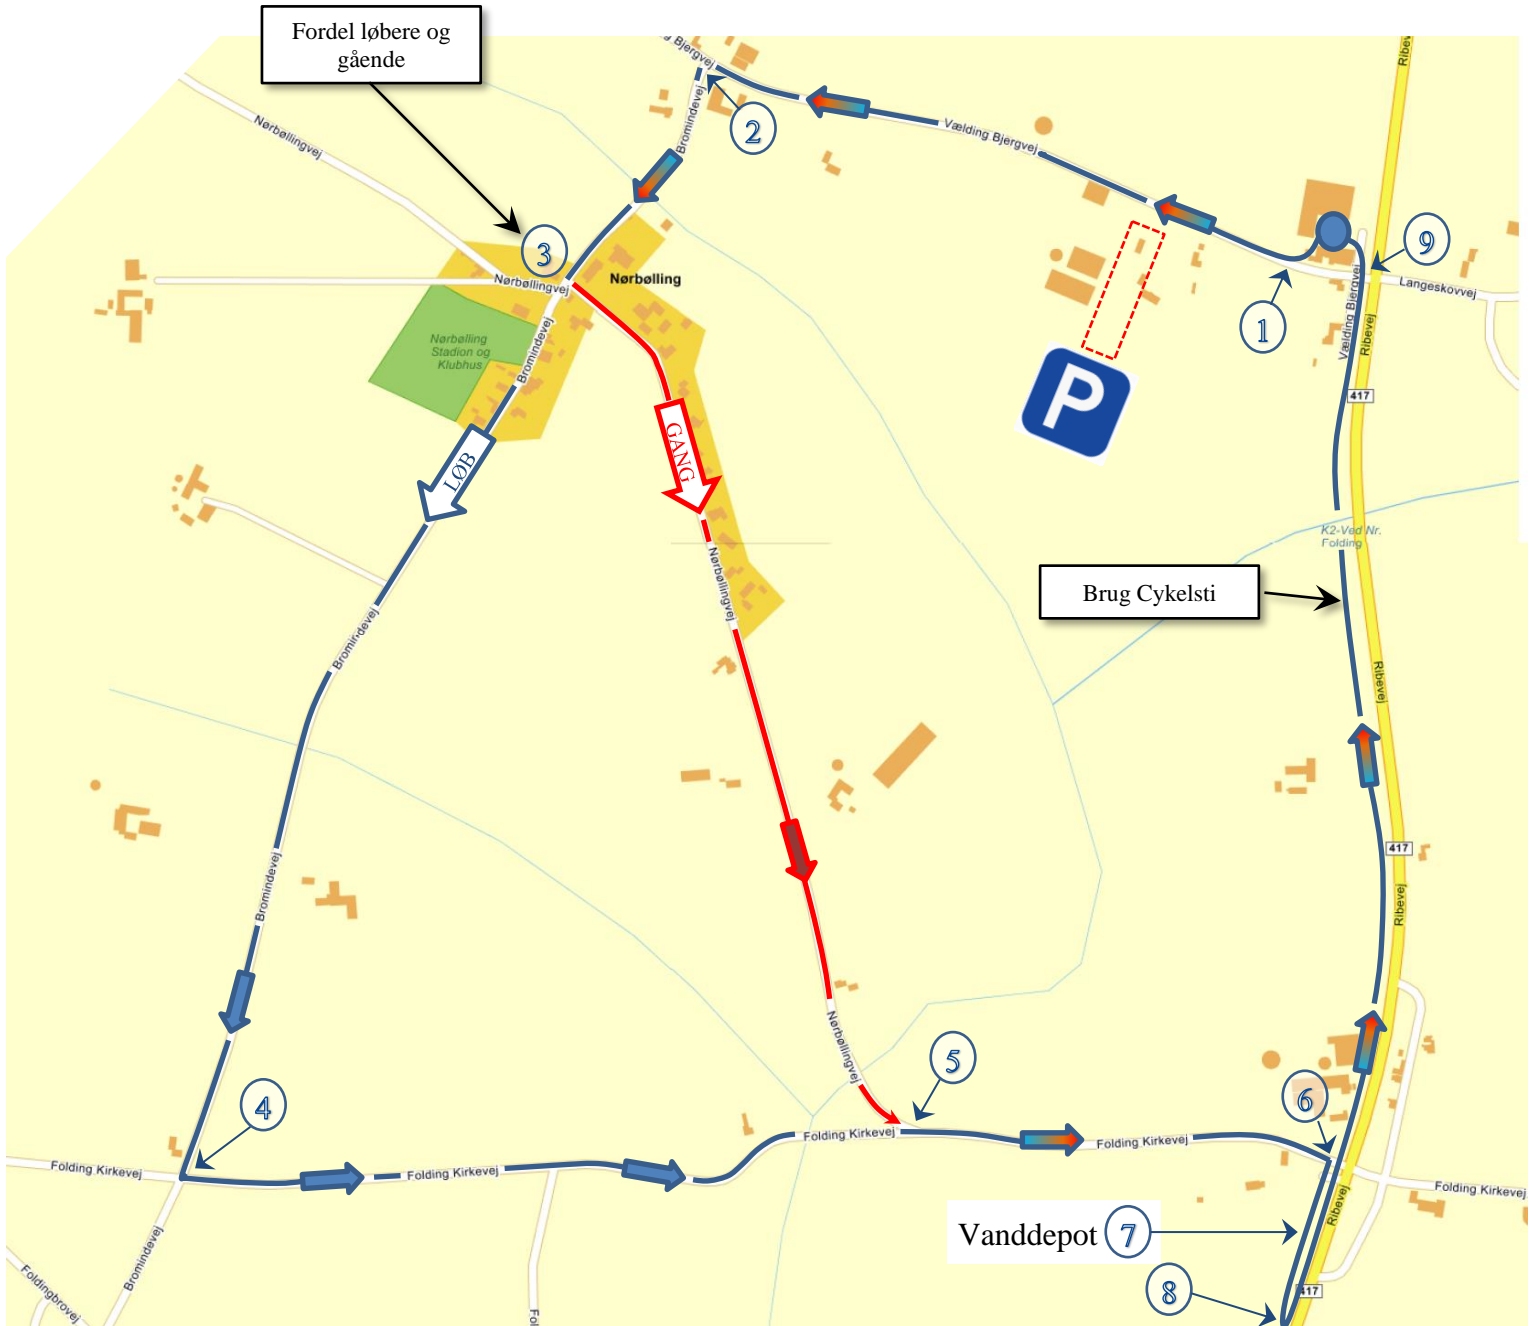 Fordel løbere og
gående
g Bjergvej
2
Vælding Bjergvej
Ribev
Nørbøllingvej
Bromindevej
3
Nørbøllingvej
Nørbølling
Nørbølling
Stadion og
Klubhus
Bromindevej
9
1
Langeskovvej
Vælding Bjergvej
Ribevej
P
417
GANG
LØB
K2-Ved Nr.
Folding
Brug Cykelsti
Nørbøllingvej
Bromindevej
Ribevej
417
Bromindevej
Ribevej
Nørbøllingvej
5
4
6
Folding Kirkevej
Folding Kirkevej
Folding Kirkevej
Folding Kirkevej
Folding Kirkevej
Ribevej
Vanddepot 7
8
417
Bromindevej
Foldingbrovej
Fol